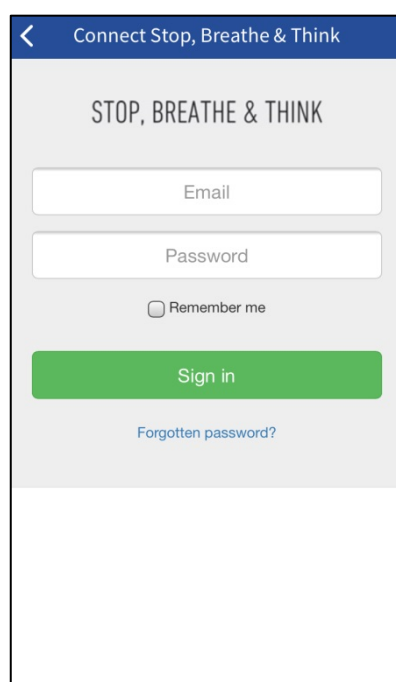 Connect Stop, Breathe & Think
STOP, BREATHE & THINK
Email
Password
Remember me
Sign in
Forgotten password?